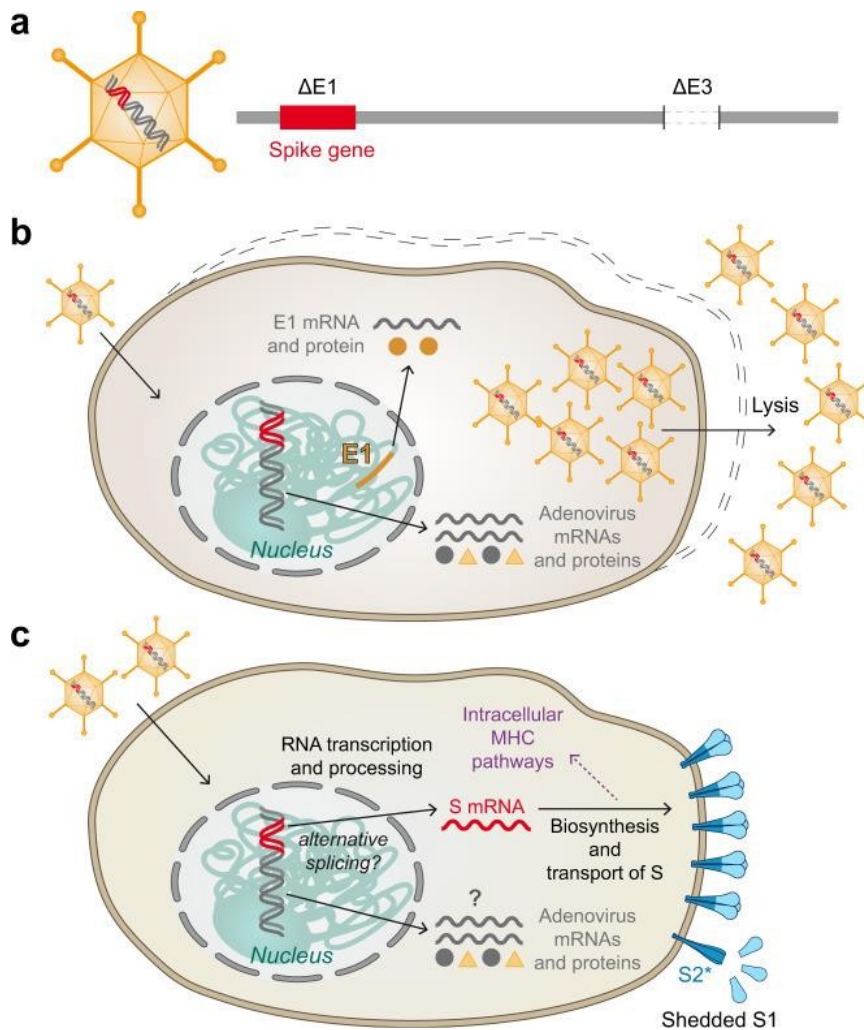 a
ΔE1
ΔE3
Spike gene
b
E1 mRNA
and protein
E1
Lysis
Nucleus
Adenovirus
mRNAs
and proteins
c
Intracellular
MHC
pathways
RNA transcription
and processing
S mRNA
alternative
splicing?
Biosynthesis
and
transport of S
?
Adenovirus
mRNAs
and proteins
Nucleus
S2*
Shedded S1